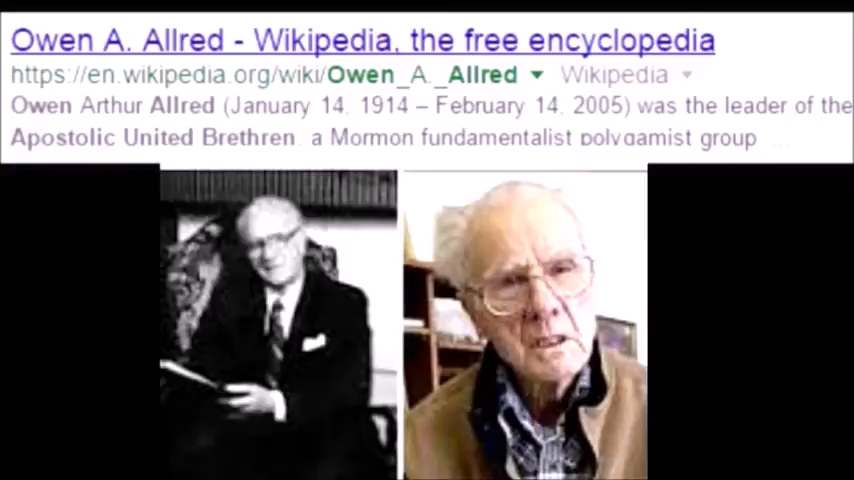 Owen A. Allred - Wikipedia, the free encyclopedia
https://en.wikipedia.org/wiki/Owen_A._Allred ▼ Wikipedia ▼
Owen Arthur Allred (January 14, 1914 – February 14, 2005) was the leader of the
Apostolic United Brethren, a Mormon fundamentalist polygamist group ...